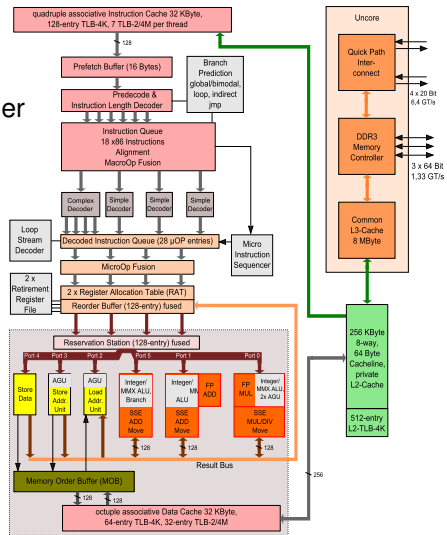 quadruple associative Instruction Cache 32 KByte,
128-entry TLB-4K, 7 TLB-2/4M per thread
128
Prefetch Buffer (16 Bytes)
Predecode &
Instruction Length Decoder
Branch
Prediction
global/bimodal,
loop, indirect
jmp
er
Instruction Queue
18 x86 Instructions
Alignment
MacroOp Fusion
Complex
Decoder
Simple
Decoder
Simple
Decoder
Simple
Decoder
Loop
Stream
Decoder
Decoded Instruction Queue (28 µOP entries)
Micro
Instruction
Sequencer
MicroOp Fusion
2 x
Retirement
Register
File
2 x Register Allocation Table (RAT)
Reorder Buffer (128-entry) fused
Reservation Station (128-entry) fused
Port 4
Port 3
Port 2
Port 5
Port 1
Port 0
Store
Data
AGU
Store
Addr.
Unit
AGU
Load
Addr.
Unit
Integer/
MMX ALU,
Branch
SSE
ADD
Move
Integer/
MM
ALU
FP
ADD
SSE
ADD
Move
FP
MUL
Integer/
MMX ALU,
2x AGU
SSE
MUL/DIV
Move
128
128
128
Result Bus
Memory Order Buffer (MOB)
128
128
256
octuple associative Data Cache 32 KByte,
64-entry TLB-4K, 32-entry TLB-2/4M
Uncore
Quick Path
Inter-
connect
4 x 20 Bit
6,4 GT/s
DDR3
Memory
Controller
3 x 64 Bit
1,33 GT/s
Common
L3-Cache
8 MByte
256 KByte
8-way,
64 Byte
Cacheline,
private
L2-Cache
512-entry
L2-TLB-4K